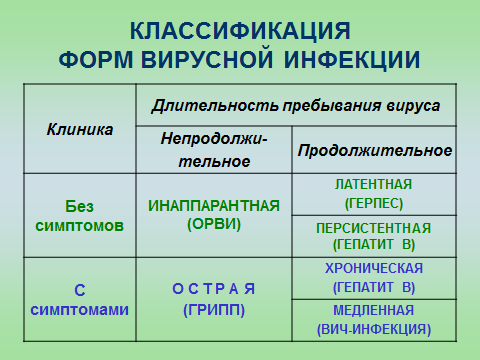 КЛАССИФИКАЦИЯ
ФОРМ ВИРУСНОЙ ИНФЕКЦИИ
Клиника
Длительность пребывания вируса
Непродолжи-
тельное
Продолжительное
Без
симптомов
ИНАППАРАНТНАЯ
(ОРВИ)
ЛАТЕНТНАЯ
(ГЕРПЕС)
ПЕРСИСТЕНТНАЯ
(ГЕПАТИТ В)
С
симптомами
О С Т Р А Я
(ГРИПП)
ХРОНИЧЕСКАЯ
(ГЕПАТИТ В)
МЕДЛЕННАЯ
(ВИЧ-ИНФЕКЦИЯ)